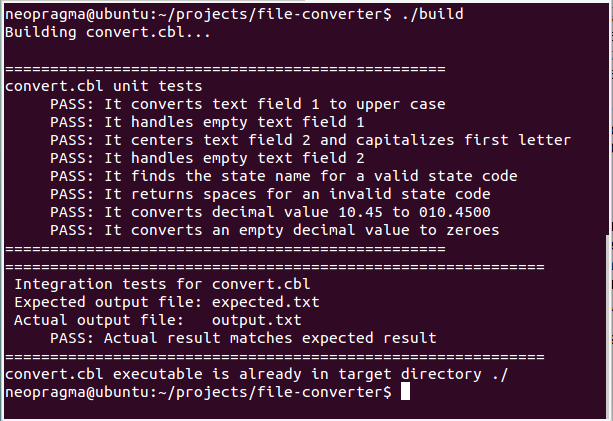 neopragma@ubuntu:~/projects/file-converter$ ./build
Building convert.cbl...
=================================================
convert.cbl unit tests
     PASS: It converts text field 1 to upper case
     PASS: It handles empty text field 1
     PASS: It centers text field 2 and capitalizes first letter
     PASS: It handles empty text field 2
     PASS: It finds the state name for a valid state code
     PASS: It returns spaces for an invalid state code
     PASS: It converts decimal value 10.45 to 010.4500
     PASS: It converts an empty decimal value to zeroes
=================================================
============================================================
 Integration tests for convert.cbl
 Expected output file: expected.txt
 Actual output file:   output.txt
     PASS: Actual result matches expected result
============================================================
convert.cbl executable is already in target directory ./
neopragma@ubuntu:~/projects/file-converter$